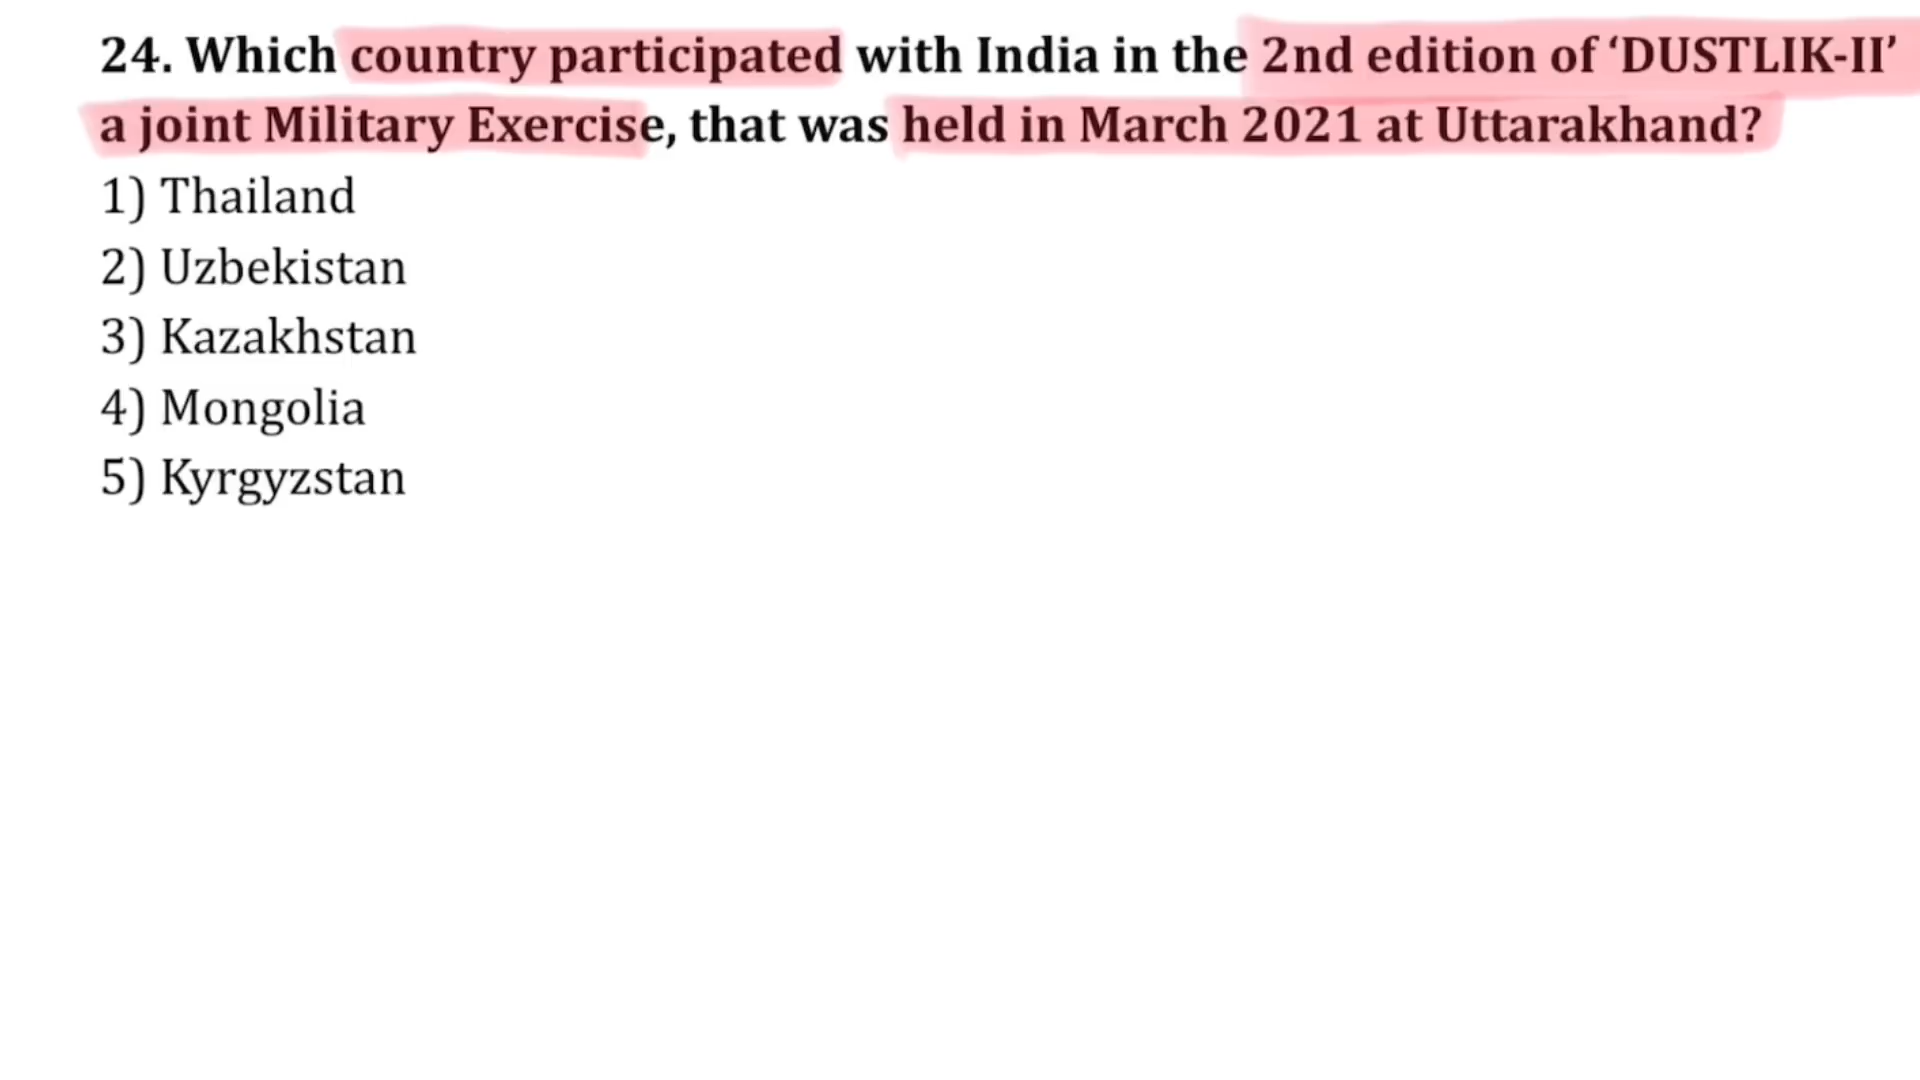 24. Which country participated with India in the 2nd edition of ‘DUSTLIK-II’
a joint Military Exercise, that was held in March 2021 at Uttarakhand?
1) Thailand
2) Uzbekistan
3) Kazakhstan
4) Mongolia
5) Kyrgyzstan